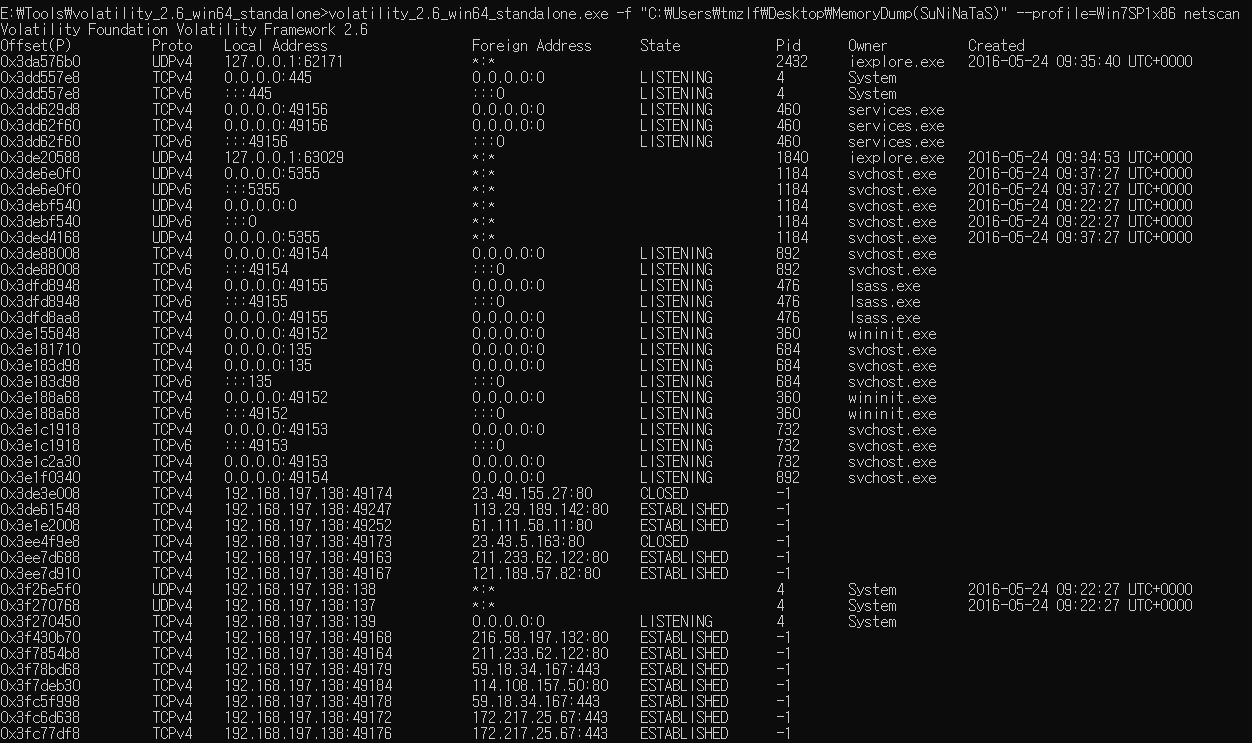 E:₩Tools₩volatility_2.6_win64_standalone>volatility_2.6_win64_standalone.exe -f "C:₩Users₩tmzlf₩Desktop₩MemoryDump(SuNiNaTaS)" --profile=Win7SP1x86 netscan
Volatility Foundation Volatility Framework 2.6
Offset(P) Proto Local Address Foreign Address State Pid Owner Created
0x3da576b0 UDPv4 127.0.0.1:62171 *:* 2432 iexplore.exe 2016-05-24 09:35:40 UTC+0000
0x3dd557e8 TCPv4 0.0.0.0:445 0.0.0.0:0 LISTENING 4 System
0x3dd557e8 TCPv6 :::445 :::0 LISTENING 4 System
0x3dd629d8 TCPv4 0.0.0.0:49156 0.0.0.0:0 LISTENING 460 services.exe
0x3dd62f60 TCPv4 0.0.0.0:49156 0.0.0.0:0 LISTENING 460 services.exe
0x3dd62f60 TCPv6 :::49156 :::0 LISTENING 460 services.exe
0x3de20588 UDPv4 127.0.0.1:63029 *:* 1840 iexplore.exe 2016-05-24 09:34:53 UTC+0000
0x3de6e0f0 UDPv4 0.0.0.0:5355 *:* 1184 svchost.exe 2016-05-24 09:37:27 UTC+0000
0x3de6e0f0 UDPv6 :::5355 *:* 1184 svchost.exe 2016-05-24 09:37:27 UTC+0000
0x3debf540 UDPv4 0.0.0.0:0 *:* 1184 svchost.exe 2016-05-24 09:22:27 UTC+0000
0x3debf540 UDPv6 :::0 *:* 1184 svchost.exe 2016-05-24 09:22:27 UTC+0000
0x3ded4168 UDPv4 0.0.0.0:5355 *:* 1184 svchost.exe 2016-05-24 09:37:27 UTC+0000
0x3de88008 TCPv4 0.0.0.0:49154 0.0.0.0:0 LISTENING 892 svchost.exe
0x3de88008 TCPv6 :::49154 :::0 LISTENING 892 svchost.exe
0x3dfd8948 TCPv4 0.0.0.0:49155 0.0.0.0:0 LISTENING 476 lsass.exe
0x3dfd8948 TCPv6 :::49155 :::0 LISTENING 476 lsass.exe
0x3dfd8aa8 TCPv4 0.0.0.0:49155 0.0.0.0:0 LISTENING 476 lsass.exe
0x3e155848 TCPv4 0.0.0.0:49152 0.0.0.0:0 LISTENING 360 wininit.exe
0x3e181710 TCPv4 0.0.0.0:135 0.0.0.0:0 LISTENING 684 svchost.exe
0x3e183d98 TCPv4 0.0.0.0:135 0.0.0.0:0 LISTENING 684 svchost.exe
0x3e183d98 TCPv6 :::135 :::0 LISTENING 684 svchost.exe
0x3e188a68 TCPv4 0.0.0.0:49152 0.0.0.0:0 LISTENING 360 wininit.exe
0x3e188a68 TCPv6 :::49152 :::0 LISTENING 360 wininit.exe
0x3e1c1918 TCPv4 0.0.0.0:49153 0.0.0.0:0 LISTENING 732 svchost.exe
0x3e1c1918 TCPv6 :::49153 :::0 LISTENING 732 svchost.exe
0x3e1c2a30 TCPv4 0.0.0.0:49153 0.0.0.0:0 LISTENING 732 svchost.exe
0x3e1f0340 TCPv4 0.0.0.0:49154 0.0.0.0:0 LISTENING 892 svchost.exe
0x3de3e008 TCPv4 192.168.197.138:49174 23.49.155.27:80 CLOSED -1
0x3de61548 TCPv4 192.168.197.138:49247 113.29.189.142:80 ESTABLISHED -1
0x3e1e2008 TCPv4 192.168.197.138:49252 61.111.58.11:80 ESTABLISHED -1
0x3ee4f9e8 TCPv4 192.168.197.138:49173 23.43.5.163:80 CLOSED -1
0x3ee7d688 TCPv4 192.168.197.138:49163 211.233.62.122:80 ESTABLISHED -1
0x3ee7d910 TCPv4 192.168.197.138:49167 121.189.57.82:80 ESTABLISHED -1
0x3f26e5f0 UDPv4 192.168.197.138:138 *:* 4 System 2016-05-24 09:22:27 UTC+0000
0x3f270768 UDPv4 192.168.197.138:137 *:* 4 System 2016-05-24 09:22:27 UTC+0000
0x3f270450 TCPv4 192.168.197.138:139 0.0.0.0:0 LISTENING 4 System
0x3f430b70 TCPv4 192.168.197.138:49168 216.58.197.132:80 ESTABLISHED -1
0x3f7854b8 TCPv4 192.168.197.138:49164 211.233.62.122:80 ESTABLISHED -1
0x3f78bd68 TCPv4 192.168.197.138:49179 59.18.34.167:443 ESTABLISHED -1
0x3f7deb30 TCPv4 192.168.197.138:49184 114.108.157.50:80 ESTABLISHED -1
0x3fc5f998 TCPv4 192.168.197.138:49178 59.18.34.167:443 ESTABLISHED -1
0x3fc6d638 TCPv4 192.168.197.138:49172 172.217.25.67:443 ESTABLISHED -1
0x3fc77df8 TCPv4 192.168.197.138:49176 172.217.25.67:443 ESTABLISHED -1